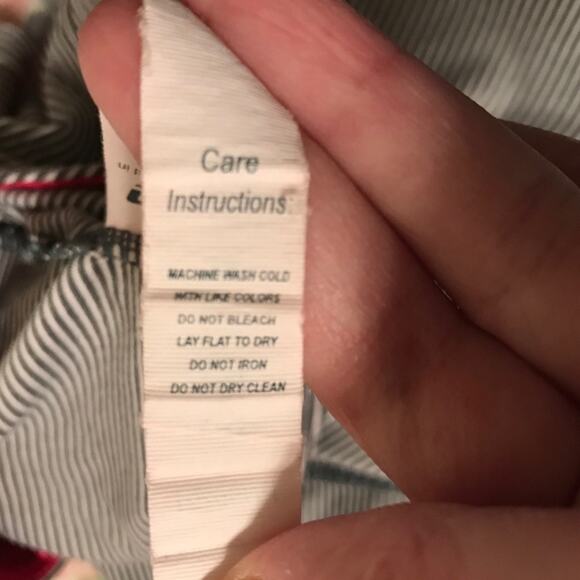 Care
Instructions:
MACHINE WASH COLD
WITH LIKE COLORS
DO NOT BLEACH
LAY FLAT TO DRY
DO NOT IRON
DO NOT DRY CLEAN